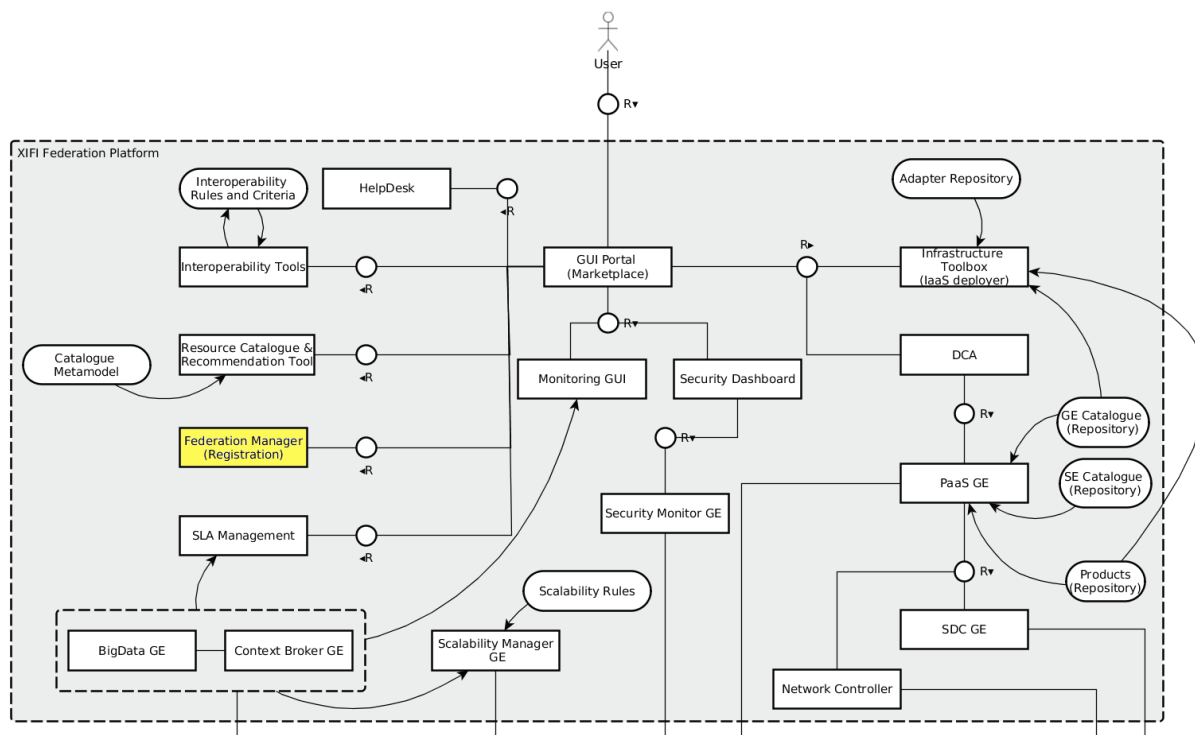 User
R▾
XIFI Federation Platform
Interoperability
Rules and Criteria
HelpDesk
◂R
Adapter Repository
Interoperability Tools
◂R
GUI Portal
(Marketplace)
R▸
Infrastructure
Toolbox
(IaaS deployer)
R▾
Resource Catalogue &
Recommendation Tool
◂R
Catalogue
Metamodel
Monitoring GUI
Security Dashboard
DCA
R▾
GE Catalogue
(Repository)
Federation Manager
(Registration)
◂R
R▾
PaaS GE
SE Catalogue
(Repository)
Security Monitor GE
SLA Management
◂R
R▾
Products
(Repository)
Scalability Rules
BigData GE
Context Broker GE
Scalability Manager
GE
SDC GE
Network Controller